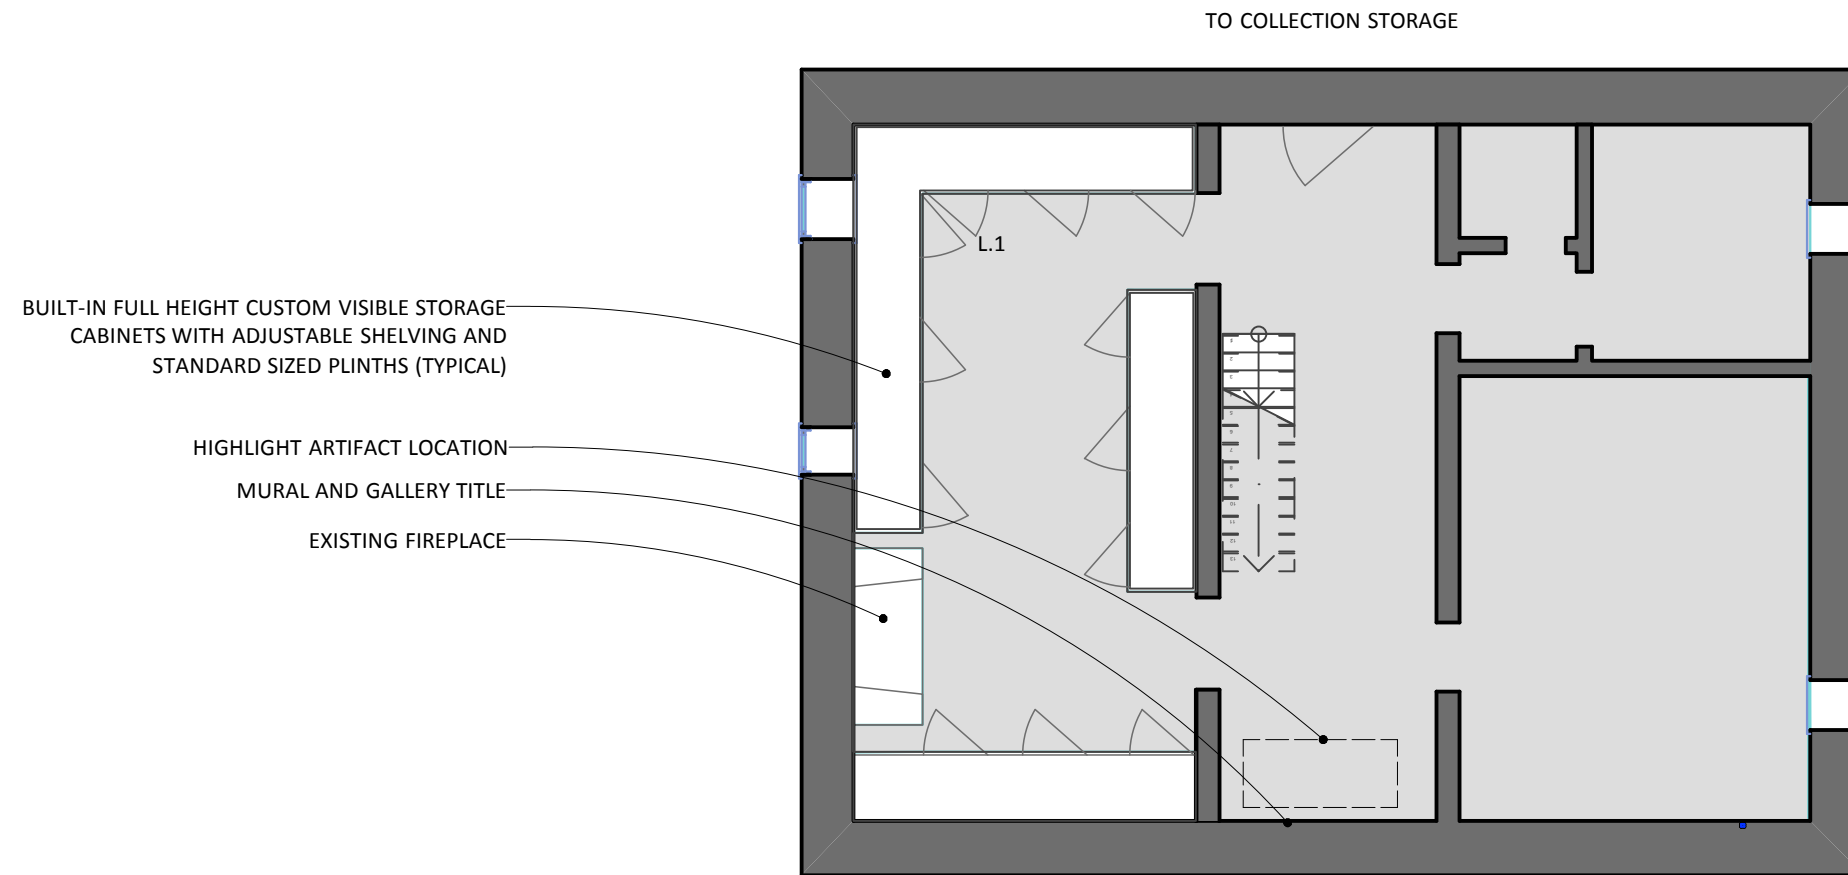 TO COLLECTION STORAGE
L.1
BUILT-IN FULL HEIGHT CUSTOM VISIBLE STORAGE
CABINETS WITH ADJUSTABLE SHELVING AND
STANDARD SIZED PLINTHS (TYPICAL)
HIGHLIGHT ARTIFACT LOCATION
MURAL AND GALLERY TITLE
EXISTING FIREPLACE